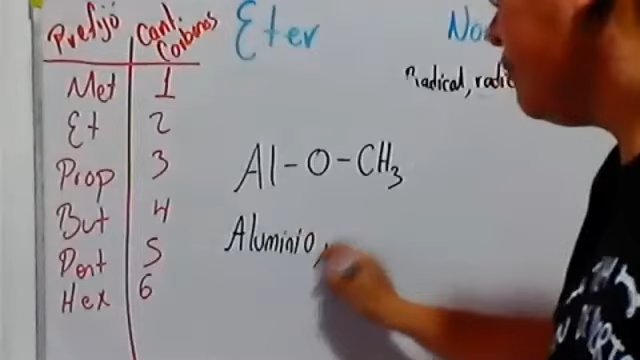 Prefijo Cant. Carbonos
Met 1
Et 2
Prop 3
But 4
Pent 5
Hex 6
Eter
Radical,
Al-O-CH3
Aluminio,